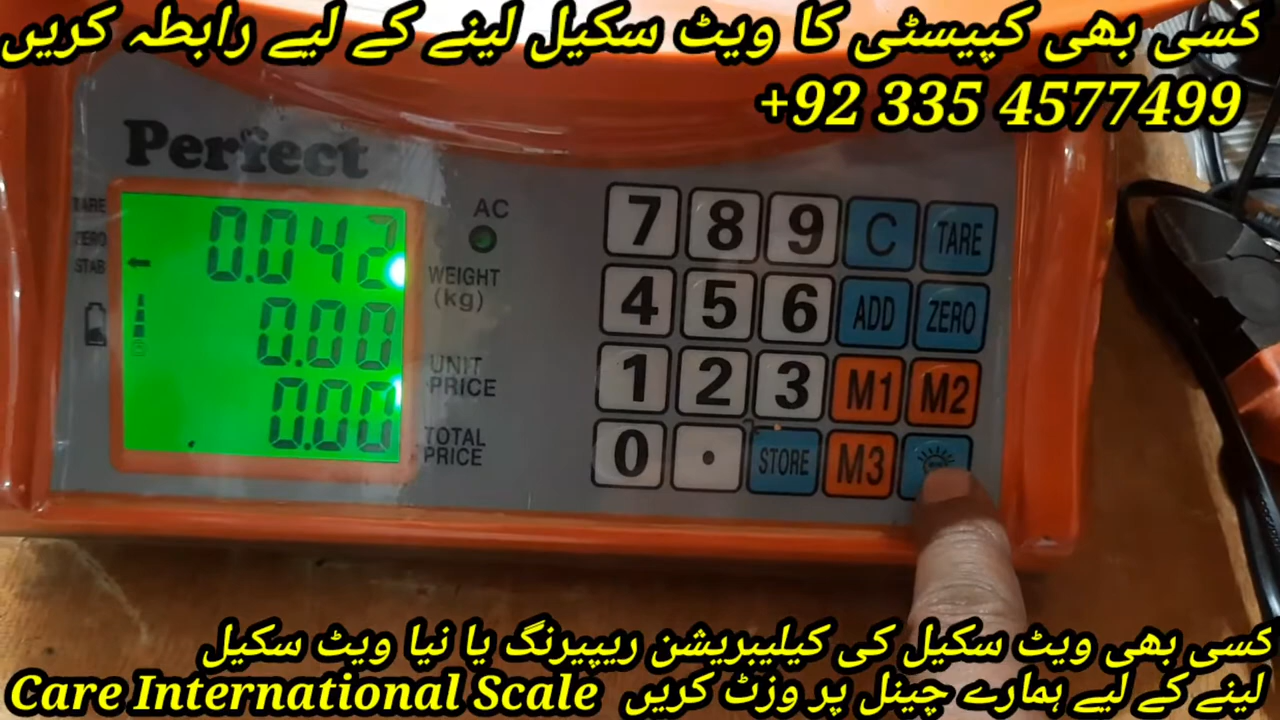 کسی بھی کپیسٹی کا ویٹ سکیل لینے کے لیے رابطہ کریں
+92 335 4577499
Perfect
TARE
ZERO
STAB
0.042
AC
WEIGHT
(kg)
0.00
UNIT
PRICE
0.00
TOTAL
PRICE
7 8 9 C TARE
4 5 6 ADD ZERO
1 2 3 M1 M2
0 . STORE M3
کسی بھی ویٹ سکیل کی کیلیبریشن ریپیرنگ یا نیا ویٹ سکیل
لینے کے لیے ہمارے چینل پر وزٹ کریں Care International Scale